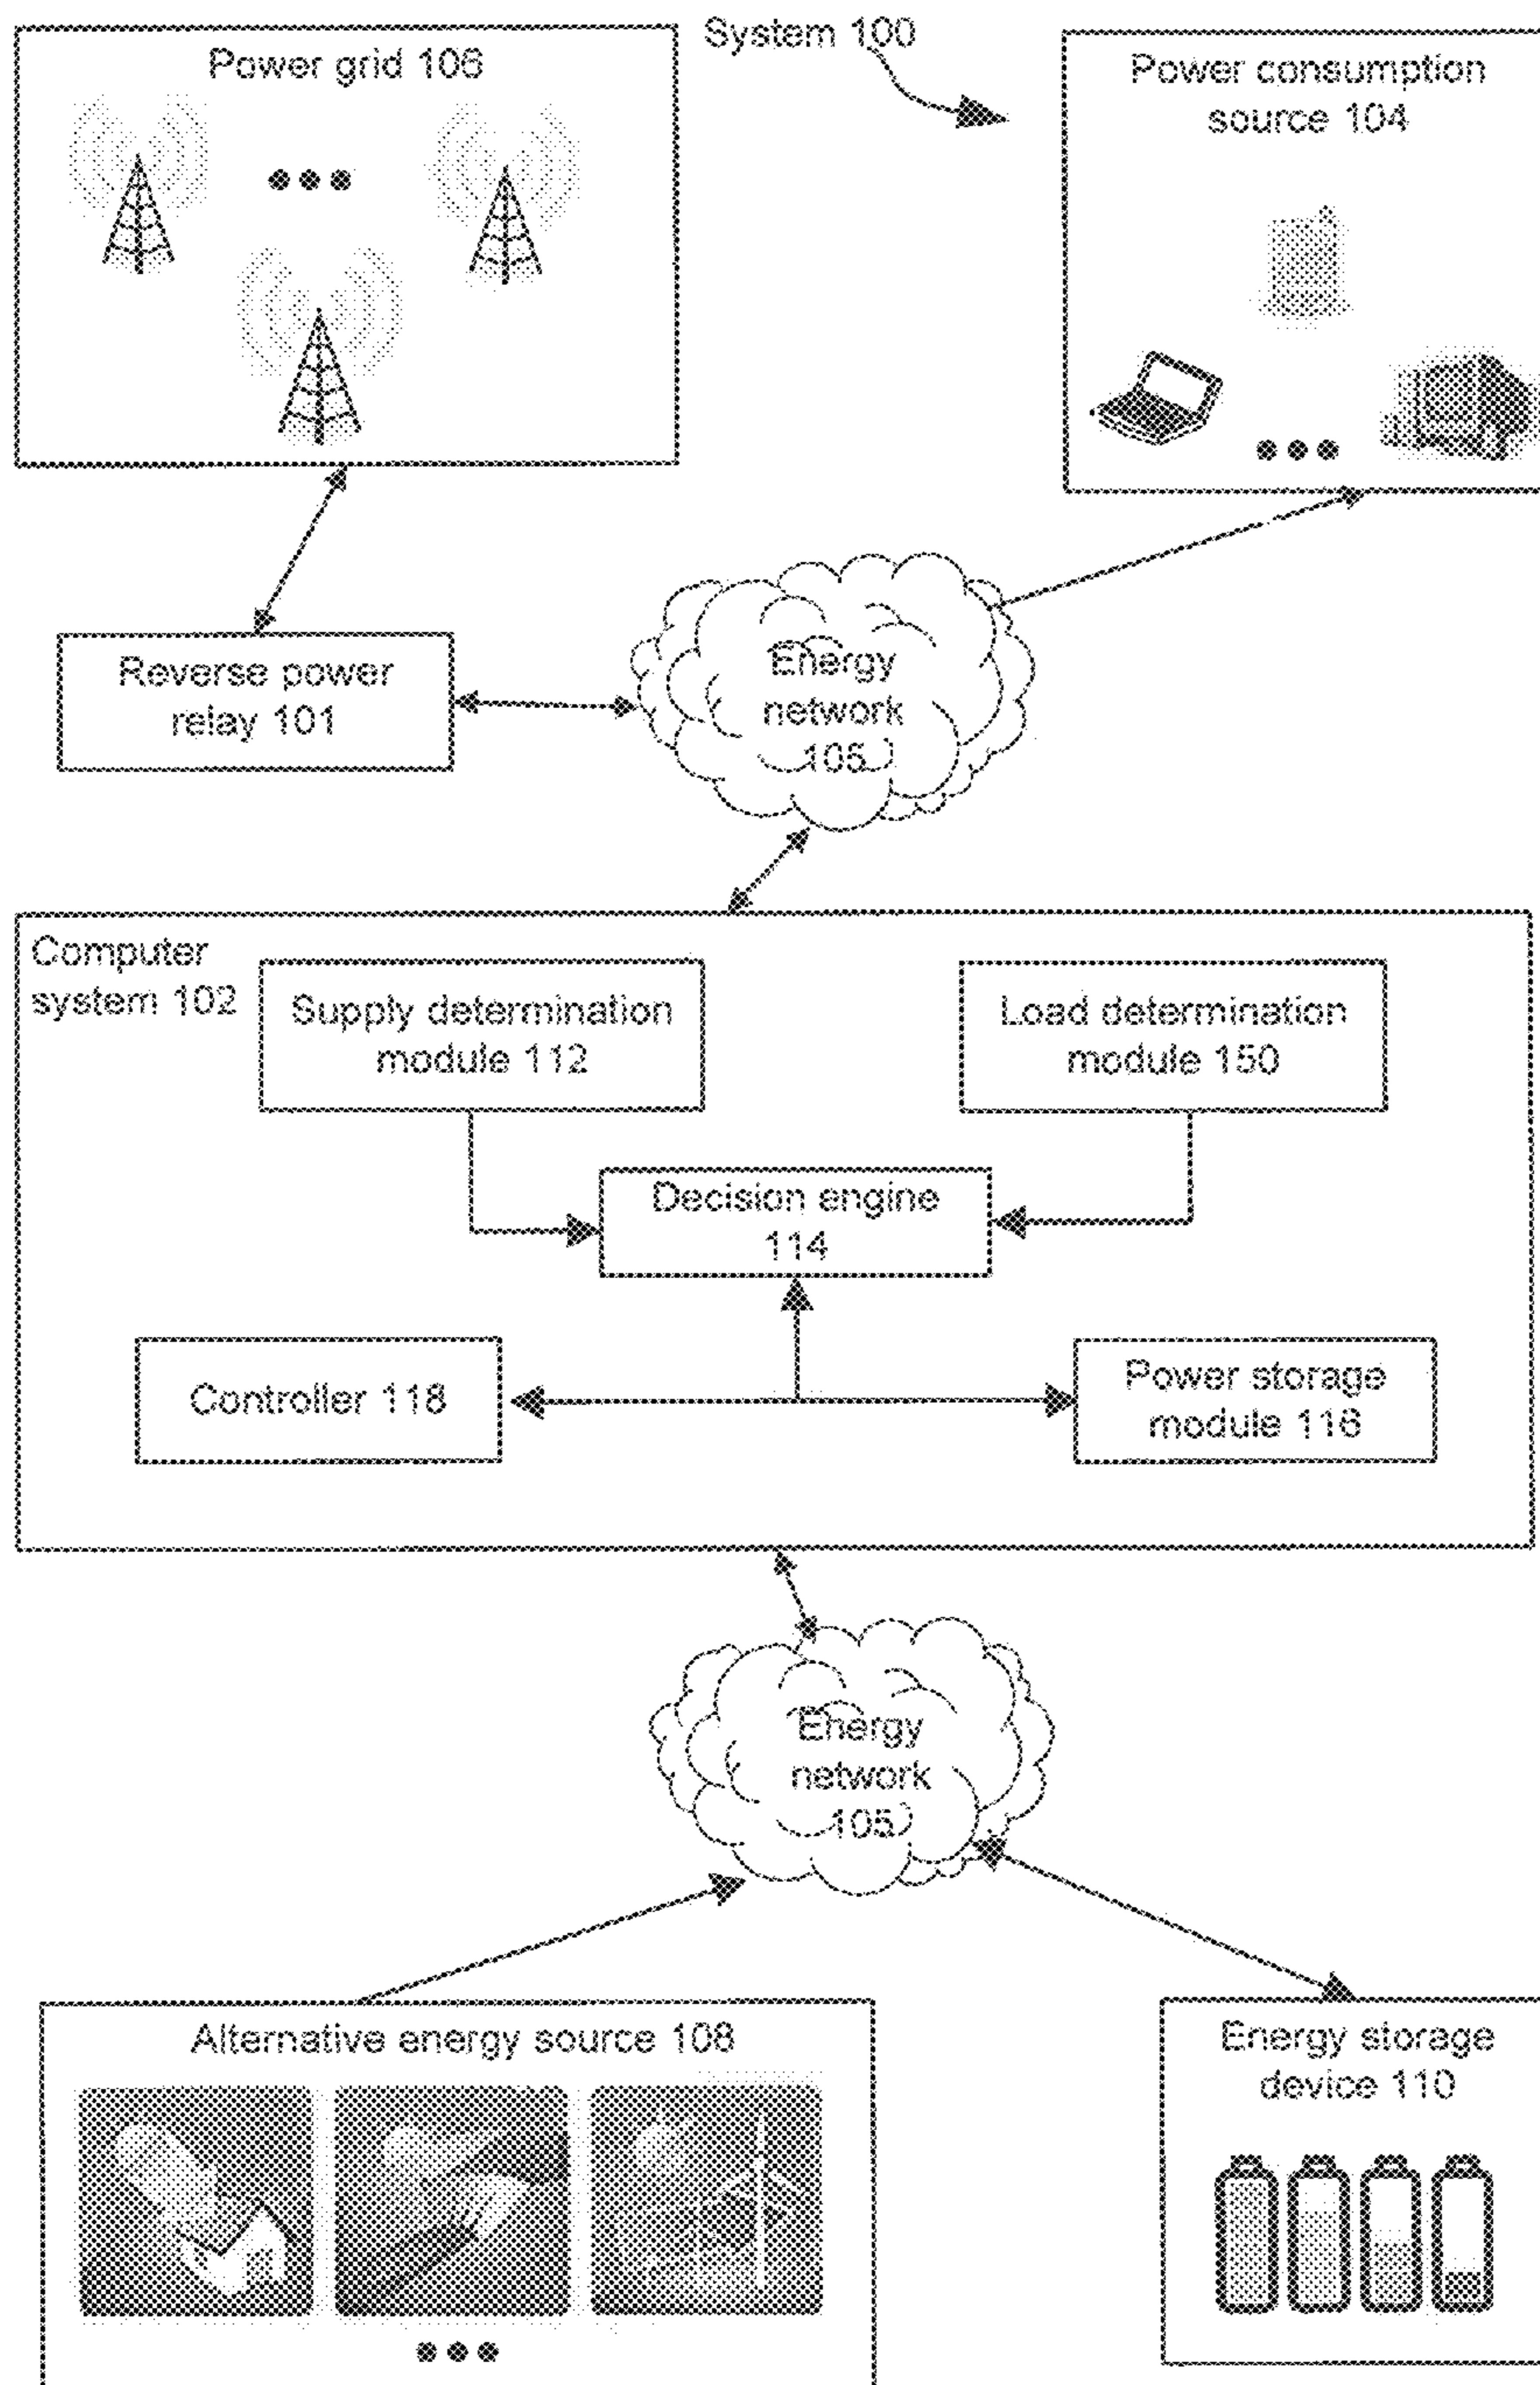 System 100
Power grid 106
Power consumption
source 104
Reverse power
relay 101
Energy
network
105
Computer
system 102
Supply determination
module 112
Load determination
module 150
Decision engine
114
Controller 118
Power storage
module 116
Energy
network
105
Alternative energy source 108
Energy storage
device 110